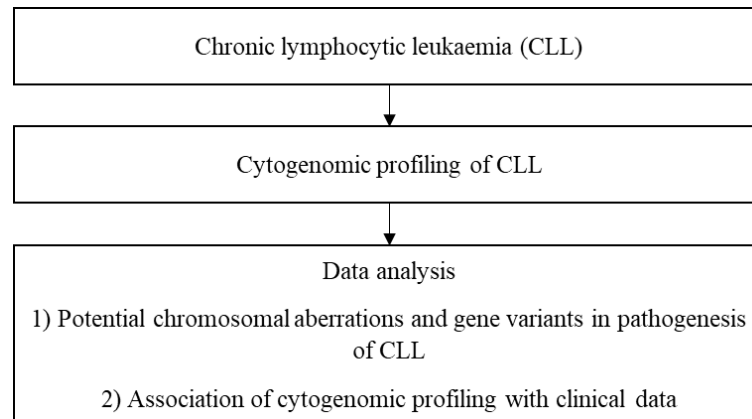 Chronic lymphocytic leukaemia (CLL)
Cytogenomic profiling of CLL
Data analysis
1) Potential chromosomal aberrations and gene variants in pathogenesis
of CLL
2) Association of cytogenomic profiling with clinical data